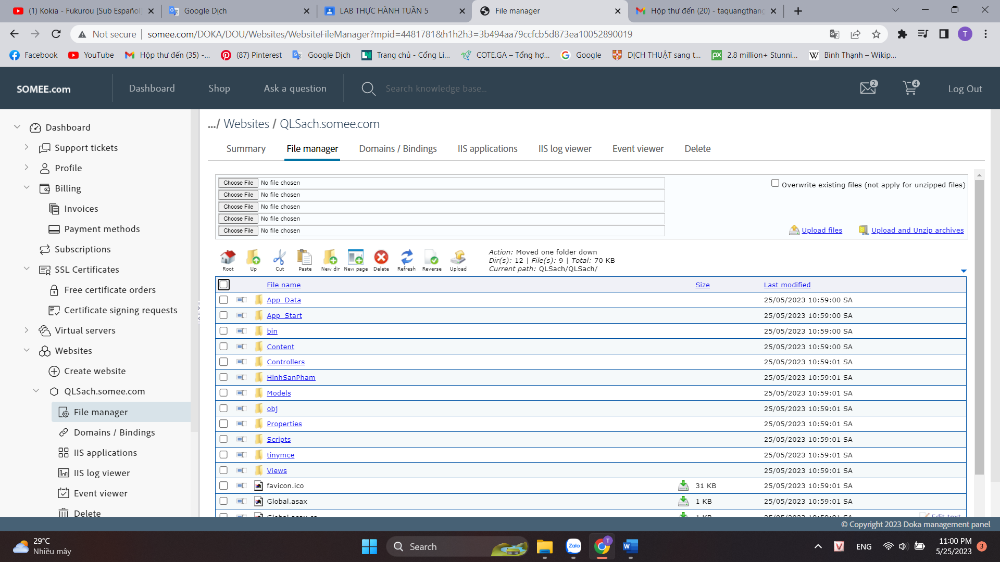 (1) Kokia - Fukurou [Sub Español]
Google Dịch
LAB THỰC HÀNH TUẦN 5
File manager
Hộp thư đến (20) - taquangthang
Not secure
somee.com/DOKA/DOU/Websites/WebsiteFileManager?mpid=4481781&h1h2h3=3b494aa79ccfcb5d873ea10052890019
T
Facebook
YouTube
Hộp thư đến (35) -...
(87) Pinterest
Google Dịch
Trang chủ - Cổng Li...
COTE.GA – Tổng hợ...
Google
DỊCH THUẬT sang t...
2.8 million+ Stunni...
Bình Thạnh – Wikip...
SOMEE.com
Dashboard
Shop
Ask a question
Search knowledge base...
2
4
Log Out
Dashboard
Support tickets
Profile
Billing
Invoices
Payment methods
Subscriptions
SSL Certificates
Free certificate orders
Certificate signing requests
Virtual servers
Websites
Create website
QLSach.somee.com
File manager
Domains / Bindings
IIS applications
IIS log viewer
Event viewer
Delete
.../ Websites / QLSach.somee.com
Summary
File manager
Domains / Bindings
IIS applications
IIS log viewer
Event viewer
Delete
Choose File No file chosen
Choose File No file chosen
Choose File No file chosen
Choose File No file chosen
Choose File No file chosen
Overwrite existing files (not apply for unzipped files)
Upload files
Upload and Unzip archives
Root
Up
Cut
Paste
New dir
New page
Delete
Refresh
Reverse
Upload
Action: Moved one folder down
Dir(s): 12 | File(s): 9 | Total: 70 KB
Current path: QLSach/QLSach/
File name Size Last modified
App_Data 25/05/2023 10:59:00 SA
App_Start 25/05/2023 10:59:00 SA
bin 25/05/2023 10:59:00 SA
Content 25/05/2023 10:59:00 SA
Controllers 25/05/2023 10:59:01 SA
HinhSanPham 25/05/2023 10:59:01 SA
Models 25/05/2023 10:59:01 SA
obj 25/05/2023 10:59:01 SA
Properties 25/05/2023 10:59:01 SA
Scripts 25/05/2023 10:59:01 SA
tinymce 25/05/2023 10:59:01 SA
Views 25/05/2023 10:59:01 SA
favicon.ico 31 KB 25/05/2023 10:59:01 SA
Global.asax 1 KB 25/05/2023 10:59:01 SA
Global.asax.cs 1 KB 25/05/2023 10:59:01 SA Edit text
© Copyright 2023 Doka management panel
29°C
Nhiều mây
Search
Zalo
T
W
V
ENG
11:00 PM
5/25/2023
3